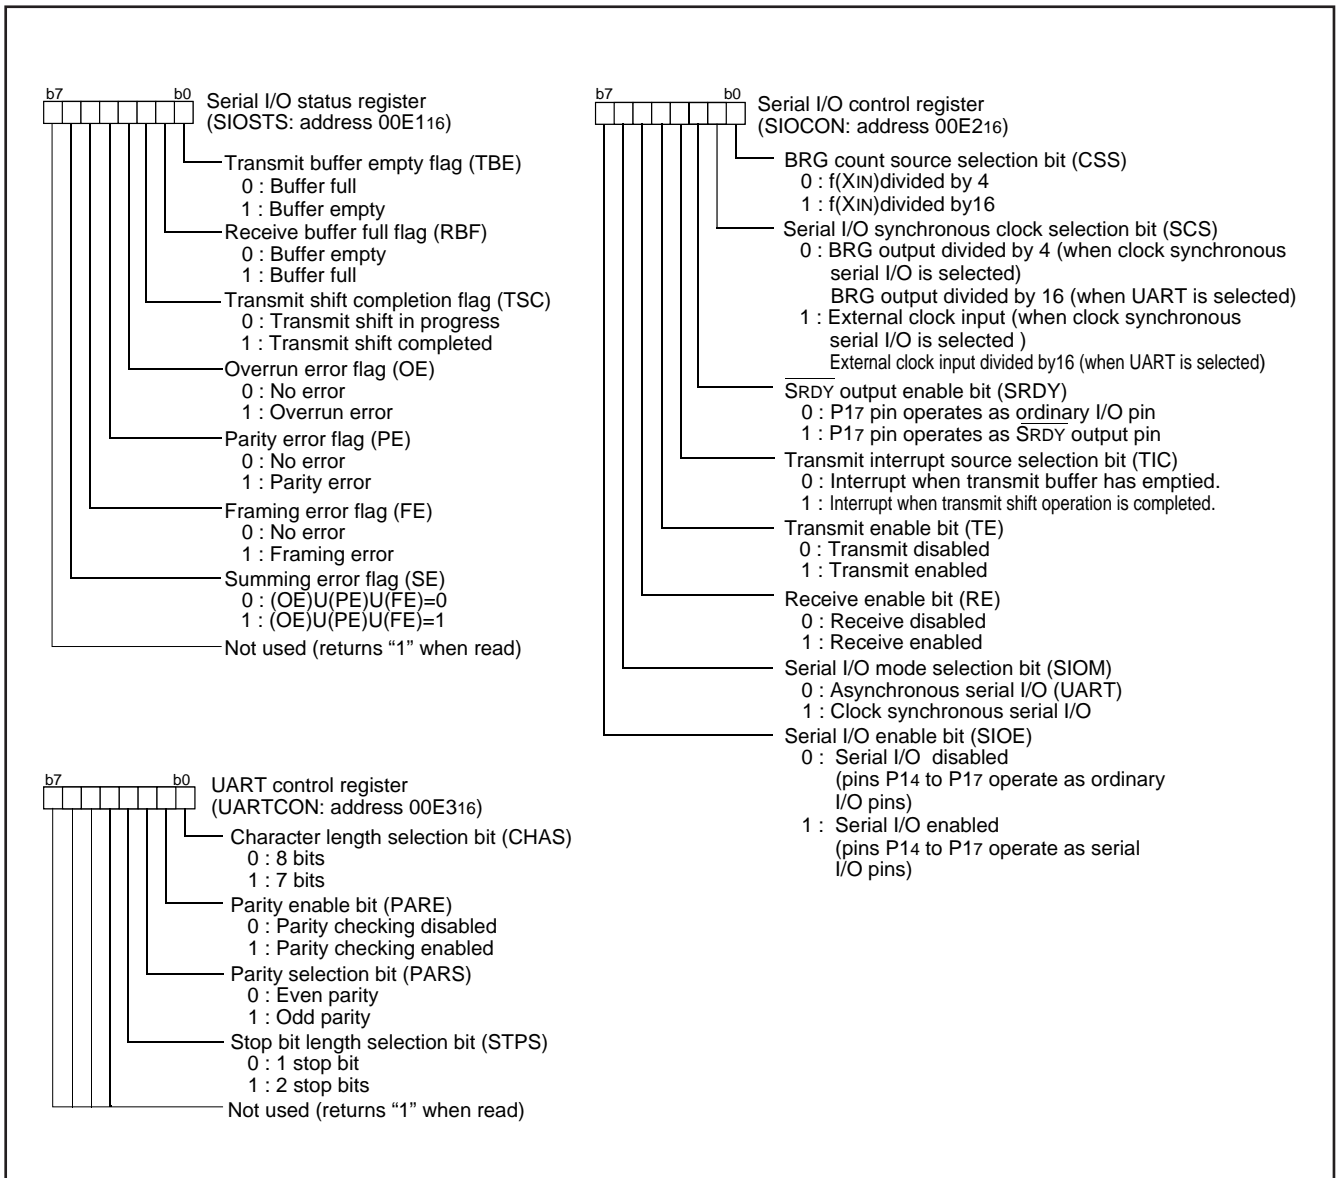 b7 b0
Serial I/O status register
(SIOSTS: address 00E116)
Transmit buffer empty flag (TBE)
0 : Buffer full
1 : Buffer empty
Receive buffer full flag (RBF)
0 : Buffer empty
1 : Buffer full
Transmit shift completion flag (TSC)
0 : Transmit shift in progress
1 : Transmit shift completed
Overrun error flag (OE)
0 : No error
1 : Overrun error
Parity error flag (PE)
0 : No error
1 : Parity error
Framing error flag (FE)
0 : No error
1 : Framing error
Summing error flag (SE)
0 : (OE)U(PE)U(FE)=0
1 : (OE)U(PE)U(FE)=1
Not used (returns “1” when read)
b7 b0
UART control register
(UARTCON: address 00E316)
Character length selection bit (CHAS)
0 : 8 bits
1 : 7 bits
Parity enable bit (PARE)
0 : Parity checking disabled
1 : Parity checking enabled
Parity selection bit (PARS)
0 : Even parity
1 : Odd parity
Stop bit length selection bit (STPS)
0 : 1 stop bit
1 : 2 stop bits
Not used (returns “1” when read)
b7 b0
Serial I/O control register
(SIOCON: address 00E216)
BRG count source selection bit (CSS)
0 : f(XIN)divided by 4
1 : f(XIN)divided by16
Serial I/O synchronous clock selection bit (SCS)
0 : BRG output divided by 4 (when clock synchronous
serial I/O is selected)
BRG output divided by 16 (when UART is selected)
1 : External clock input (when clock synchronous
serial I/O is selected )
External clock input divided by16 (when UART is selected)
SRDY output enable bit (SRDY)
0 : P17 pin operates as ordinary I/O pin
1 : P17 pin operates as SRDY output pin
Transmit interrupt source selection bit (TIC)
0 : Interrupt when transmit buffer has emptied.
1 : Interrupt when transmit shift operation is completed.
Transmit enable bit (TE)
0 : Transmit disabled
1 : Transmit enabled
Receive enable bit (RE)
0 : Receive disabled
1 : Receive enabled
Serial I/O mode selection bit (SIOM)
0 : Asynchronous serial I/O (UART)
1 : Clock synchronous serial I/O
Serial I/O enable bit (SIOE)
0 : Serial I/O disabled
(pins P14 to P17 operate as ordinary
I/O pins)
1 : Serial I/O enabled
(pins P14 to P17 operate as serial
I/O pins)